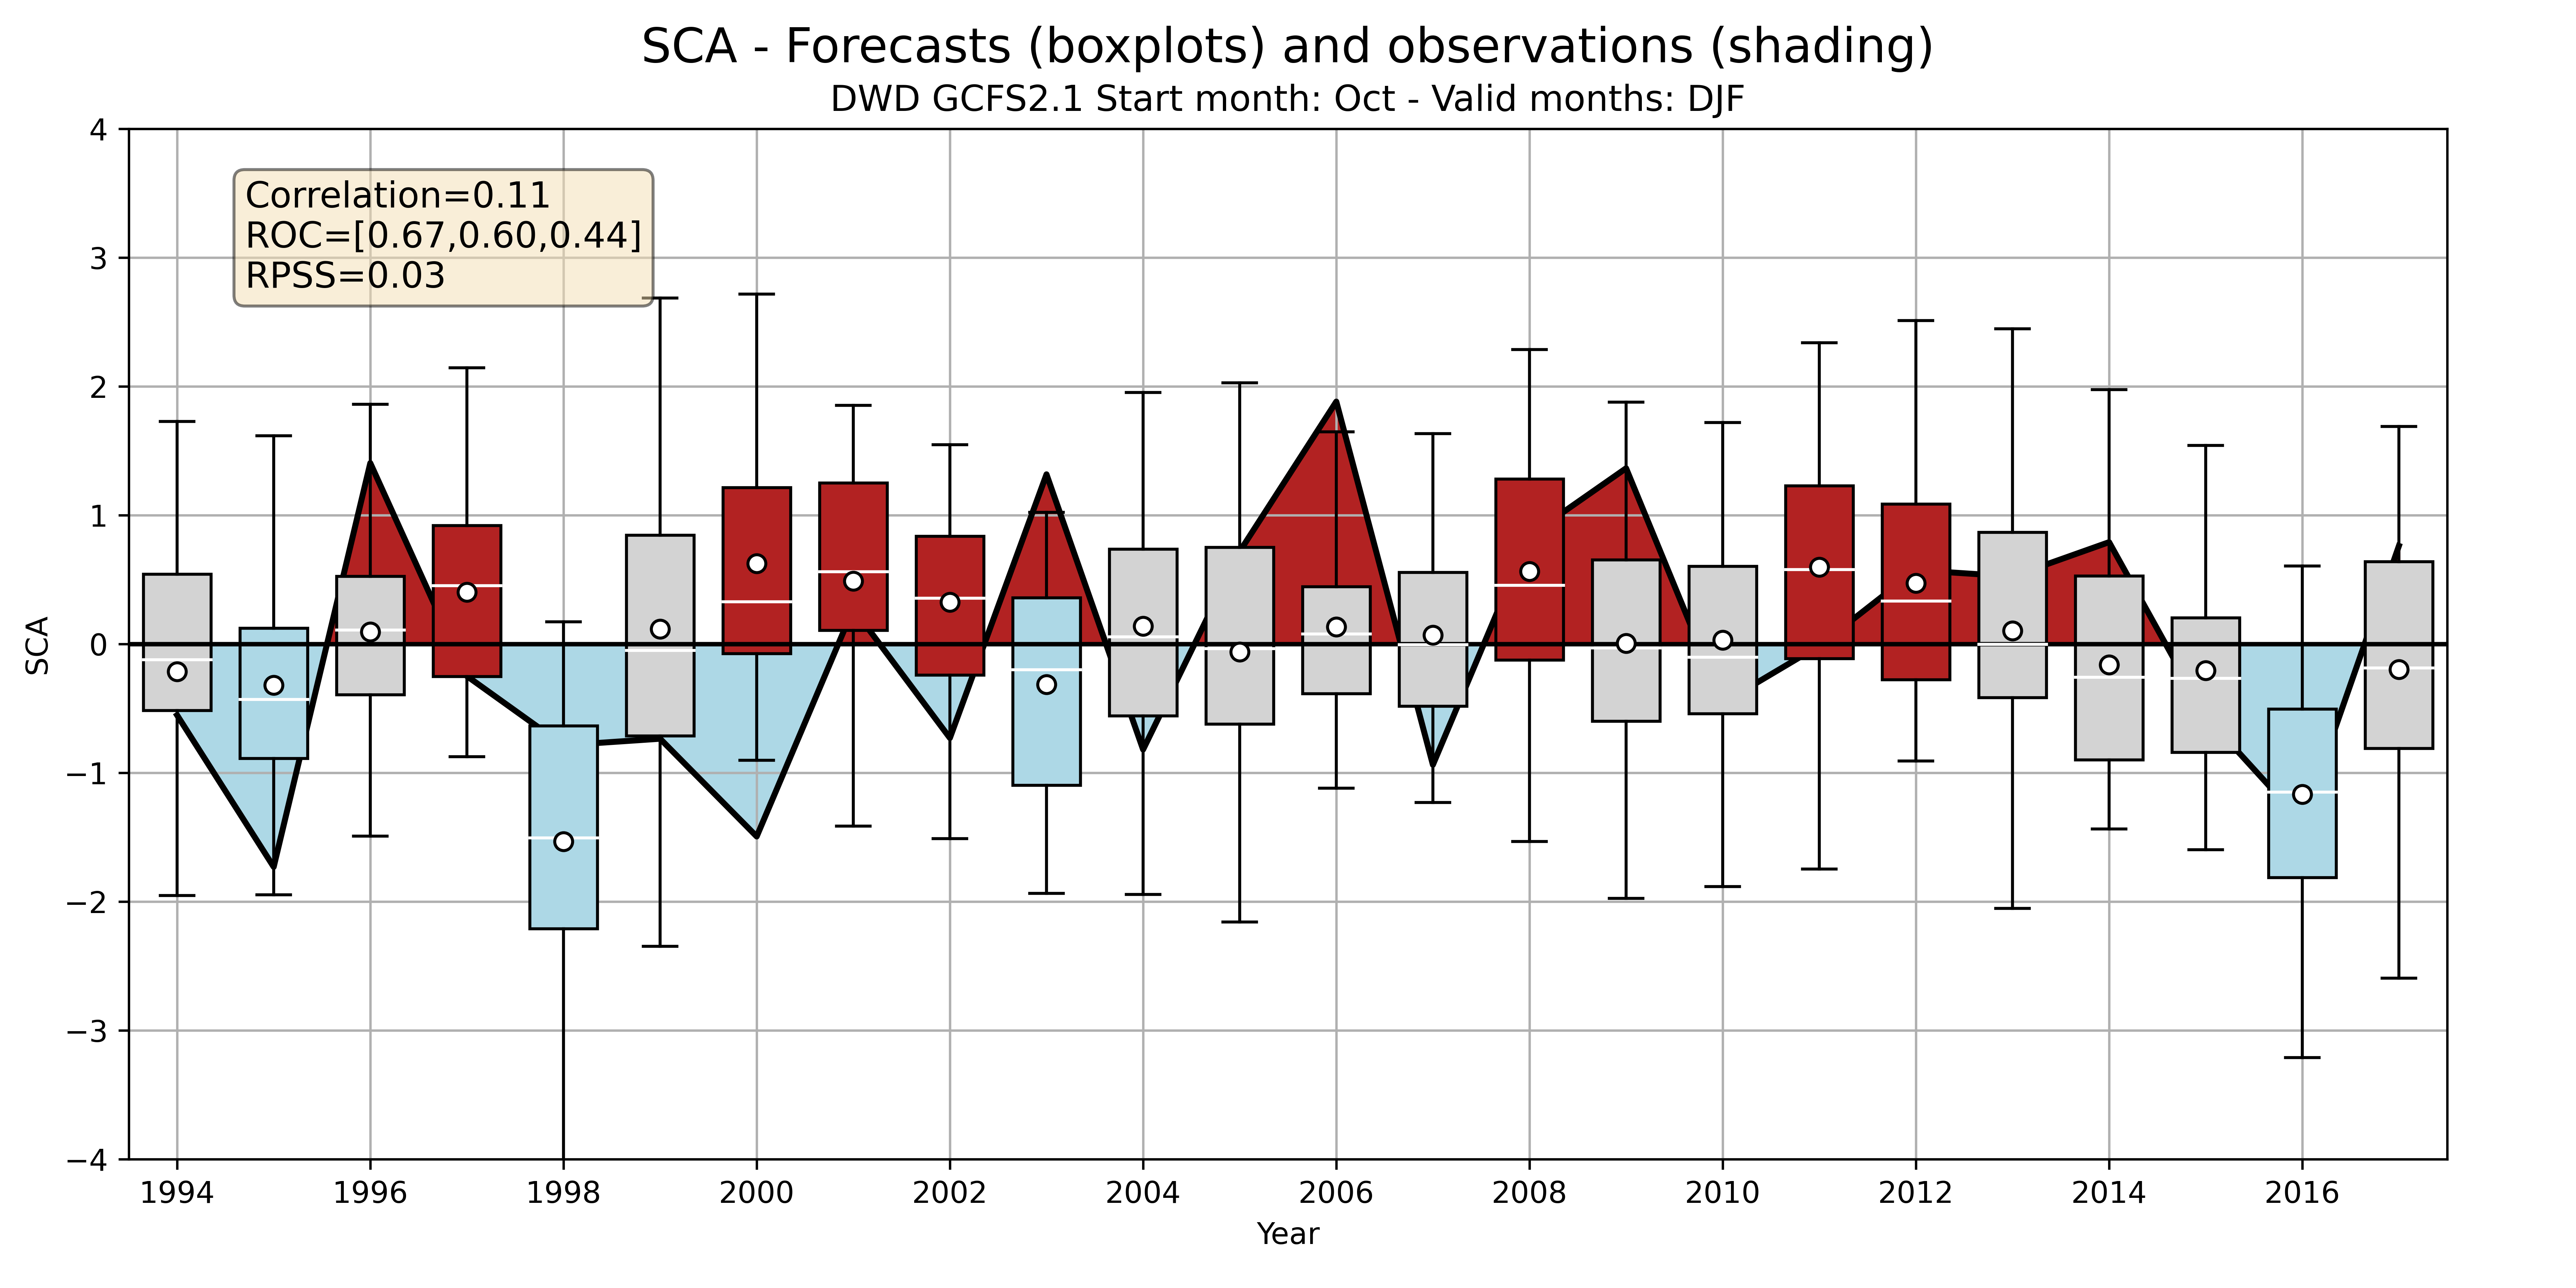 SCA - Forecasts (boxplots) and observations (shading)
DWD GCFS2.1 Start month: Oct - Valid months: DJF
Correlation=0.11
ROC=[0.67,0.60,0.44]
RPSS=0.03
SCA
4
3
2
1
0
−1
−2
−3
−4
1994 1996 1998 2000 2002 2004 2006 2008 2010 2012 2014 2016
Year